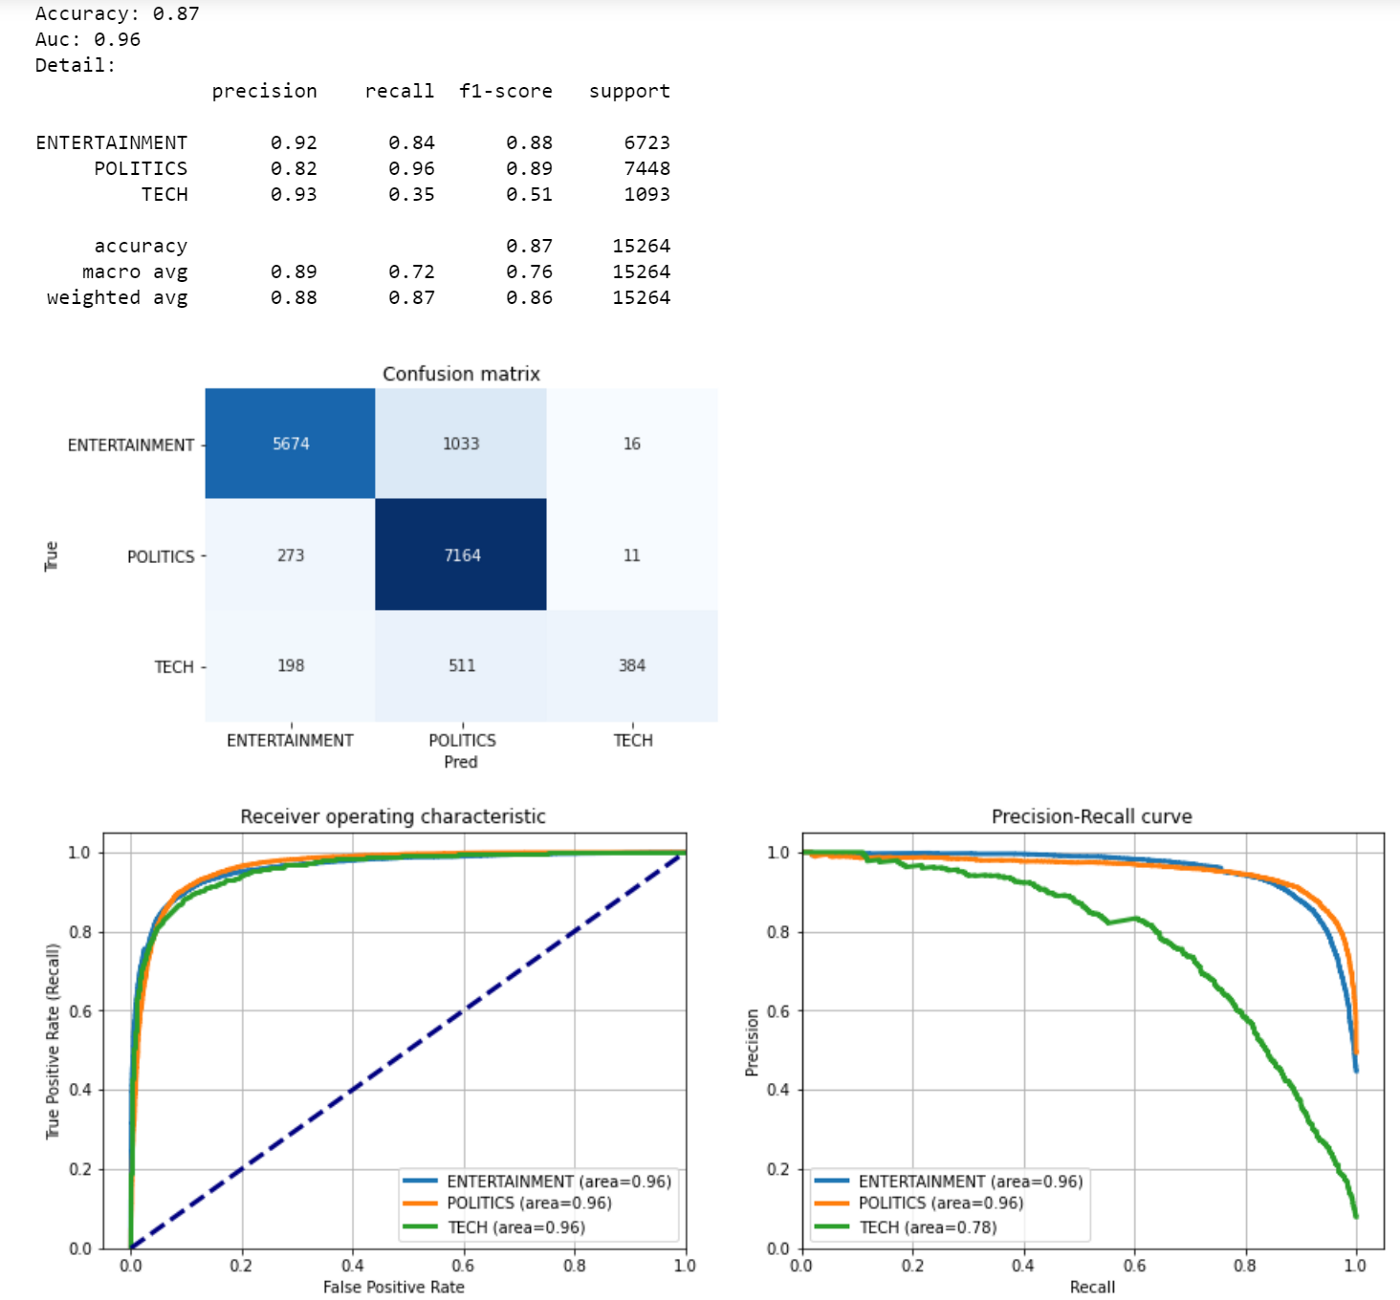 Accuracy: 0.87
Auc: 0.96
Detail:
precision recall f1-score support
ENTERTAINMENT 0.92 0.84 0.88 6723
POLITICS 0.82 0.96 0.89 7448
TECH 0.93 0.35 0.51 1093
accuracy 0.87 15264
macro avg 0.89 0.72 0.76 15264
weighted avg 0.88 0.87 0.86 15264
Confusion matrix
ENTERTAINMENT 5674 1033 16
True
POLITICS 273 7164 11
TECH 198 511 384
ENTERTAINMENT POLITICS TECH
Pred
Receiver operating characteristic
True Positive Rate (Recall)
1.0
0.8
0.6
0.4
0.2
0.0
ENTERTAINMENT (area=0.96)
POLITICS (area=0.96)
TECH (area=0.96)
0.0 0.2 0.4 0.6 0.8 1.0
False Positive Rate
Precision-Recall curve
Precision
1.0
0.8
0.6
0.4
0.2
0.0
ENTERTAINMENT (area=0.96)
POLITICS (area=0.96)
TECH (area=0.78)
0.0 0.2 0.4 0.6 0.8 1.0
Recall